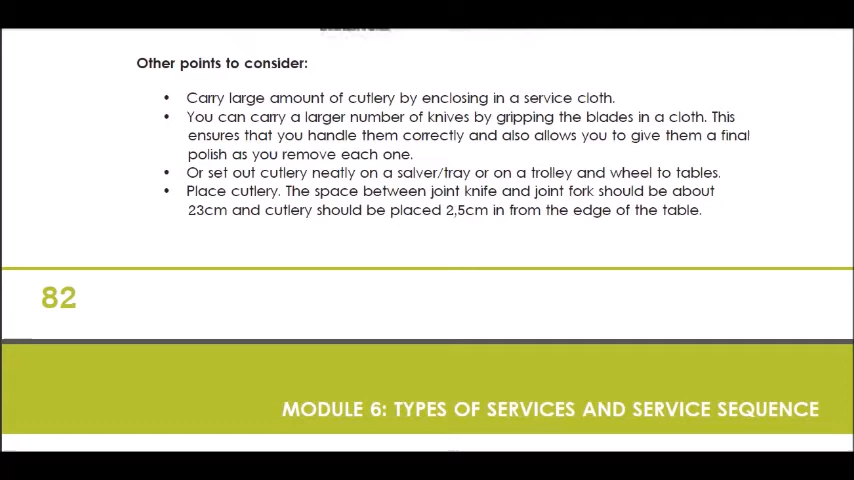 Other points to consider:
• Carry large amount of cutlery by enclosing in a service cloth.
• You can carry a larger number of knives by gripping the blades in a cloth. This
ensures that you handle them correctly and also allows you to give them a final
polish as you remove each one.
• Or set out cutlery neatly on a salver/tray or on a trolley and wheel to tables.
• Place cutlery. The space between joint knife and joint fork should be about
23cm and cutlery should be placed 2,5cm in from the edge of the table.
82
MODULE 6: TYPES OF SERVICES AND SERVICE SEQUENCE